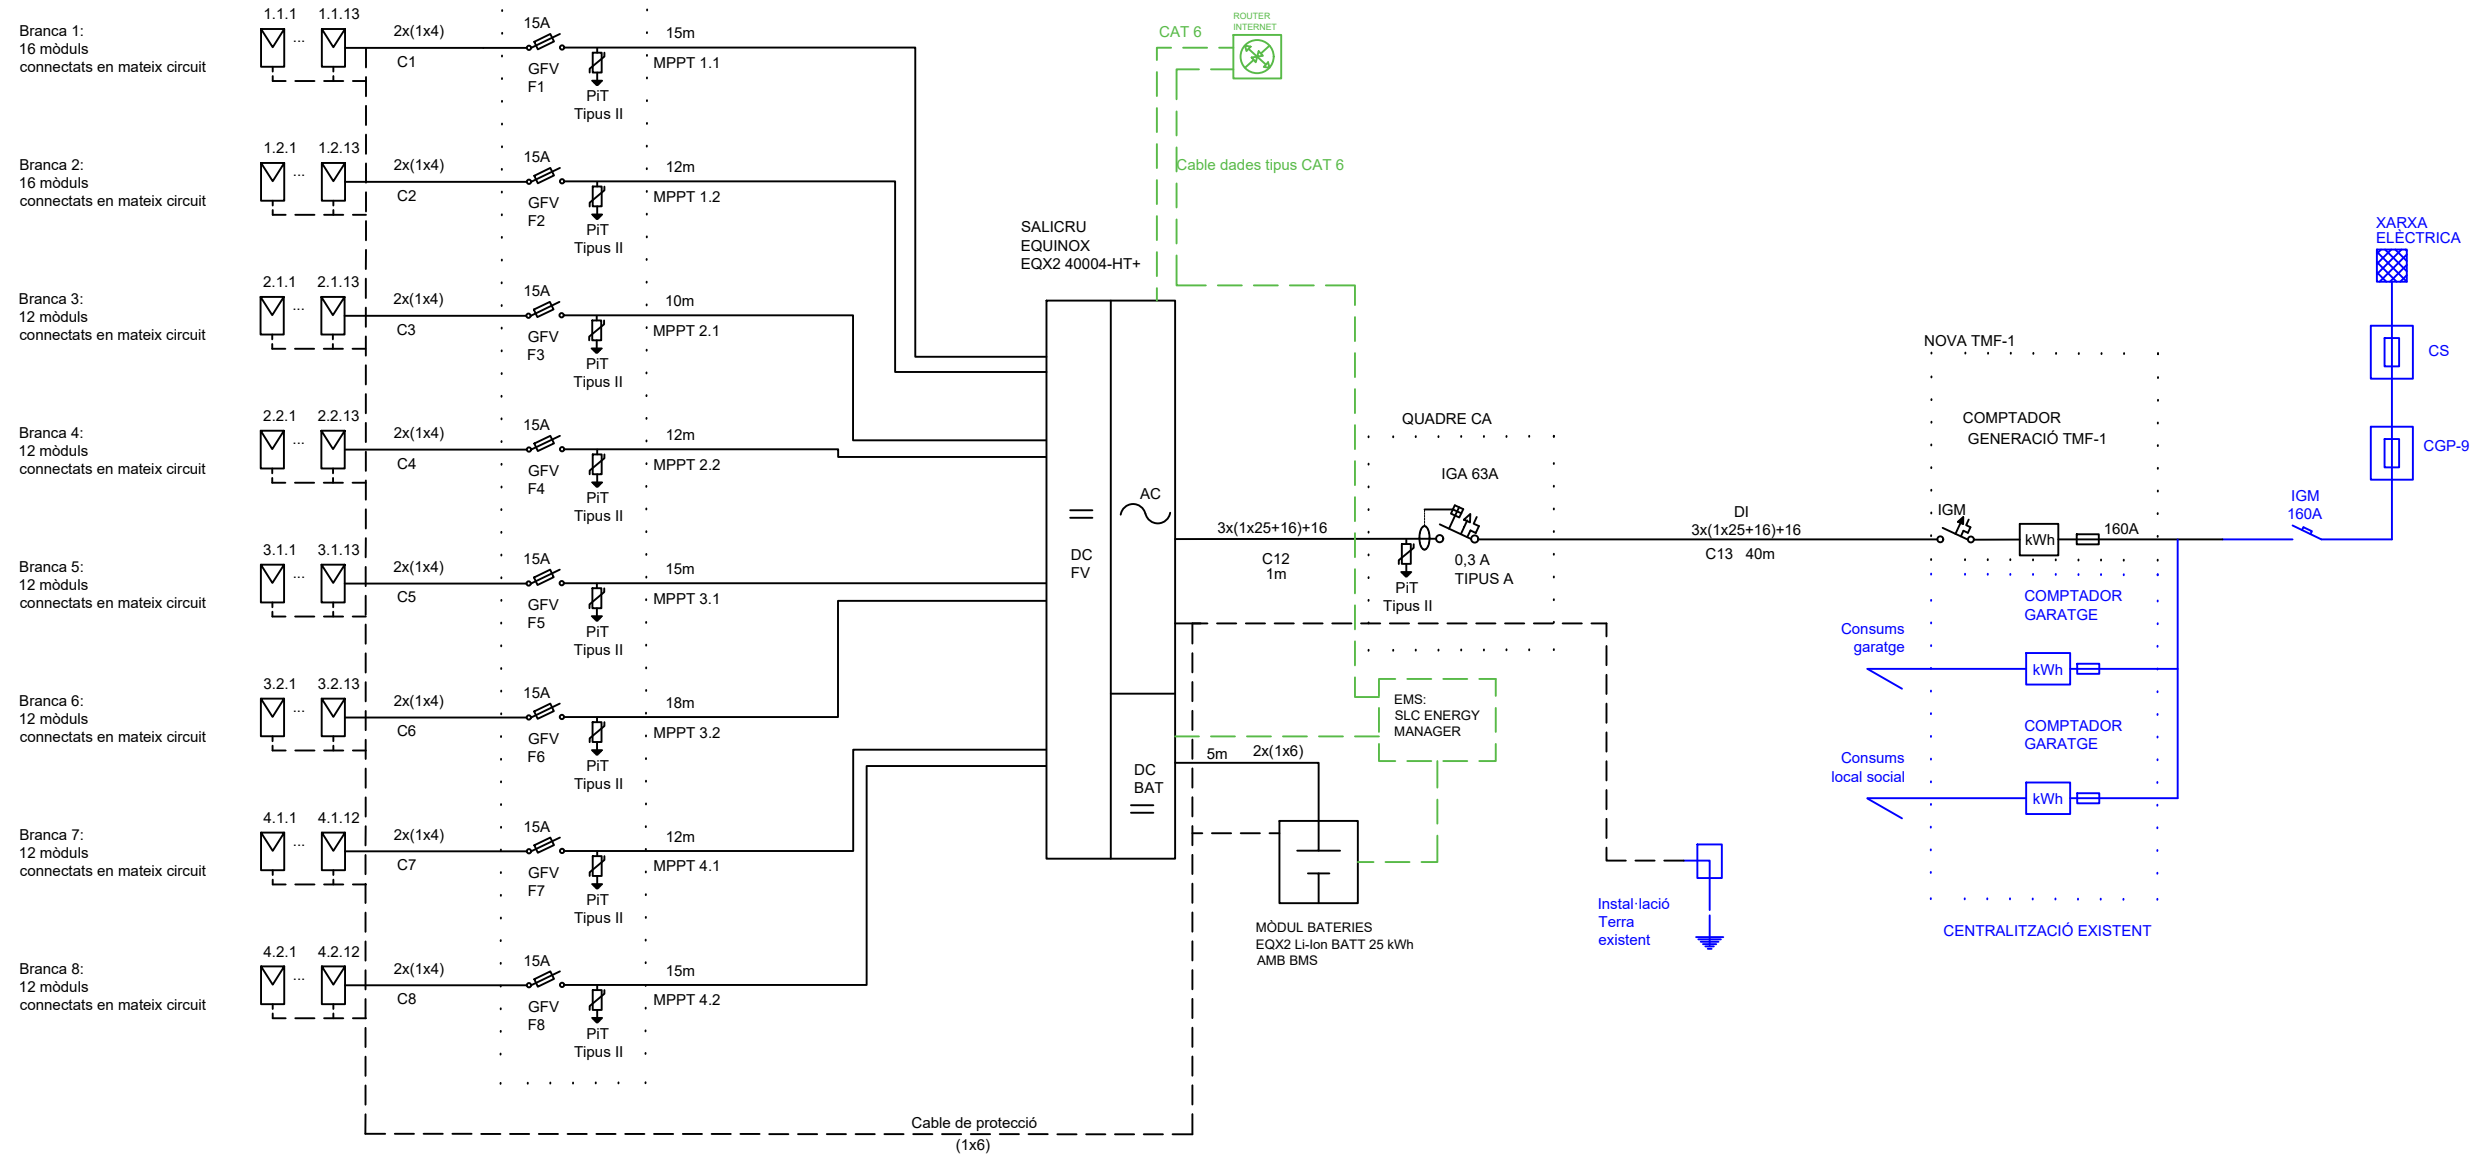 Branca 1:
16 mòduls
connectats en mateix circuit
1.1.1
1.1.13
...
2x(1x4)
C1
15A
GFV
F1
PiT
Tipus II
15m
MPPT 1.1
Branca 2:
16 mòduls
connectats en mateix circuit
1.2.1
1.2.13
...
2x(1x4)
C2
15A
GFV
F2
PiT
Tipus II
12m
MPPT 1.2
Branca 3:
12 mòduls
connectats en mateix circuit
2.1.1
2.1.13
...
2x(1x4)
C3
15A
GFV
F3
PiT
Tipus II
10m
MPPT 2.1
Branca 4:
12 mòduls
connectats en mateix circuit
2.2.1
2.2.13
...
2x(1x4)
C4
15A
GFV
F4
PiT
Tipus II
12m
MPPT 2.2
Branca 5:
12 mòduls
connectats en mateix circuit
3.1.1
3.1.13
...
2x(1x4)
C5
15A
GFV
F5
PiT
Tipus II
15m
MPPT 3.1
Branca 6:
12 mòduls
connectats en mateix circuit
3.2.1
3.2.13
...
2x(1x4)
C6
15A
GFV
F6
PiT
Tipus II
18m
MPPT 3.2
Branca 7:
12 mòduls
connectats en mateix circuit
4.1.1
4.1.12
...
2x(1x4)
C7
15A
GFV
F7
PiT
Tipus II
12m
MPPT 4.1
Branca 8:
12 mòduls
connectats en mateix circuit
4.2.1
4.2.12
...
2x(1x4)
C8
15A
GFV
F8
PiT
Tipus II
15m
MPPT 4.2
Cable de protecció
(1x6)
SALICRU
EQUINOX
EQX2 40004-HT+
DC
FV
AC
DC
BAT
CAT 6
ROUTER
INTERNET
Cable dades tipus CAT 6
3x(1x25+16)+16
C12
1m
QUADRE CA
IGA 63A
0,3 A
TIPUS A
PiT
Tipus II
EMS:
SLC ENERGY
MANAGER
5m
2x(1x6)
MÒDUL BATERIES
EQX2 Li-Ion BATT 25 kWh
AMB BMS
Instal·lació
Terra
existent
DI
3x(1x25+16)+16
C13 40m
NOVA TMF-1
COMPTADOR
GENERACIÓ TMF-1
IGM
kWh
160A
COMPTADOR
GARATGE
Consums
garatge
kWh
COMPTADOR
GARATGE
Consums
local social
kWh
CENTRALITZACIÓ EXISTENT
IGM
160A
XARXA
ELÈCTRICA
CS
CGP-9